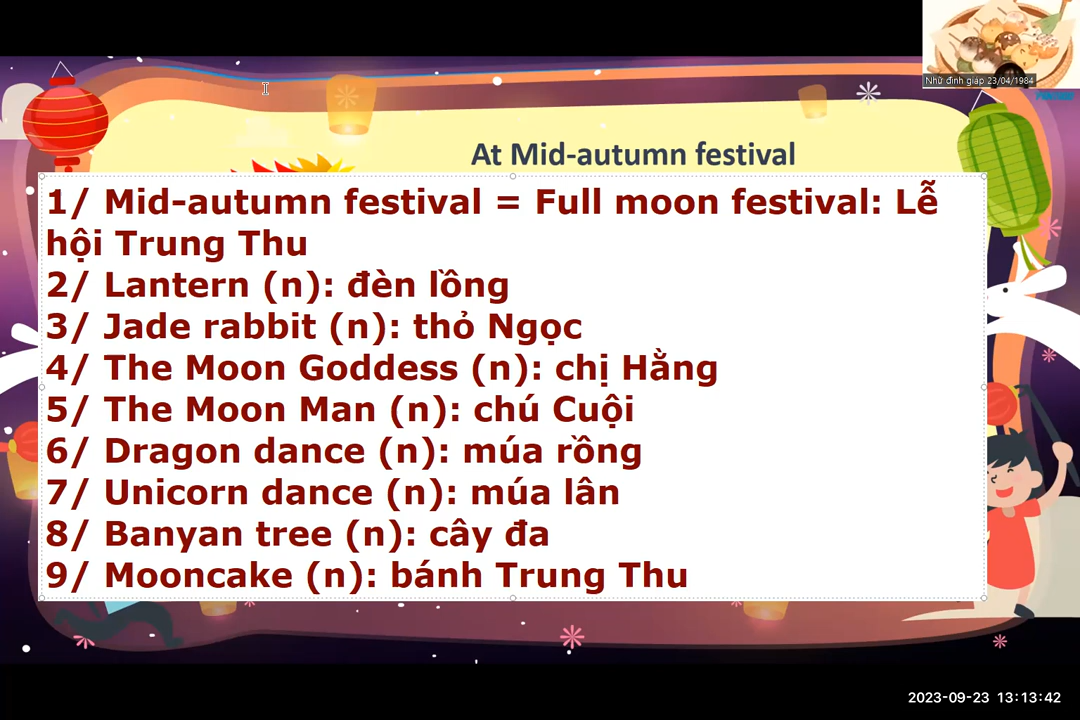 Nhữ đình giáp 23/04/1984
At Mid-autumn festival
1/ Mid-autumn festival = Full moon festival: Lễ
hội Trung Thu
2/ Lantern (n): đèn lồng
3/ Jade rabbit (n): thỏ Ngọc
4/ The Moon Goddess (n): chị Hằng
5/ The Moon Man (n): chú Cuội
6/ Dragon dance (n): múa rồng
7/ Unicorn dance (n): múa lân
8/ Banyan tree (n): cây đa
9/ Mooncake (n): bánh Trung Thu
2023-09-23 13:13:42